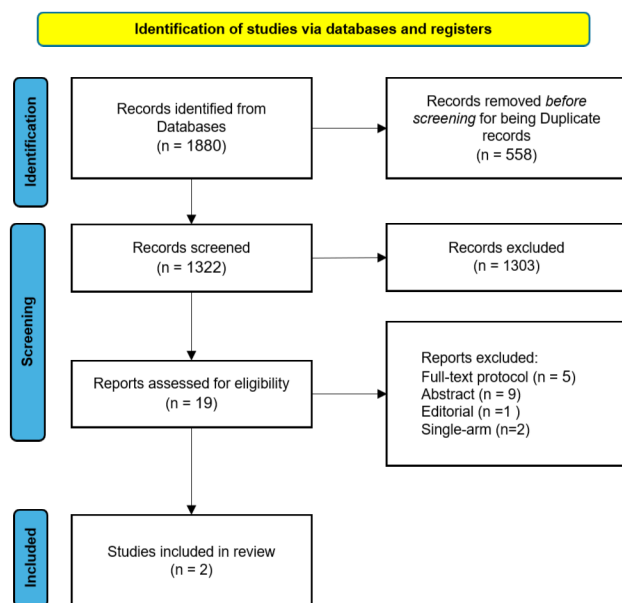 Identification of studies via databases and registers
Identification
Records identified from
Databases
(n = 1880)
Records removed before
screening for being Duplicate
records
(n = 558)
Screening
Records screened
(n = 1322)
Records excluded
(n = 1303)
Reports assessed for eligibility
(n = 19)
Reports excluded:
Full-text protocol (n = 5)
Abstract (n = 9)
Editorial (n =1 )
Single-arm (n=2)
Included
Studies included in review
(n = 2)